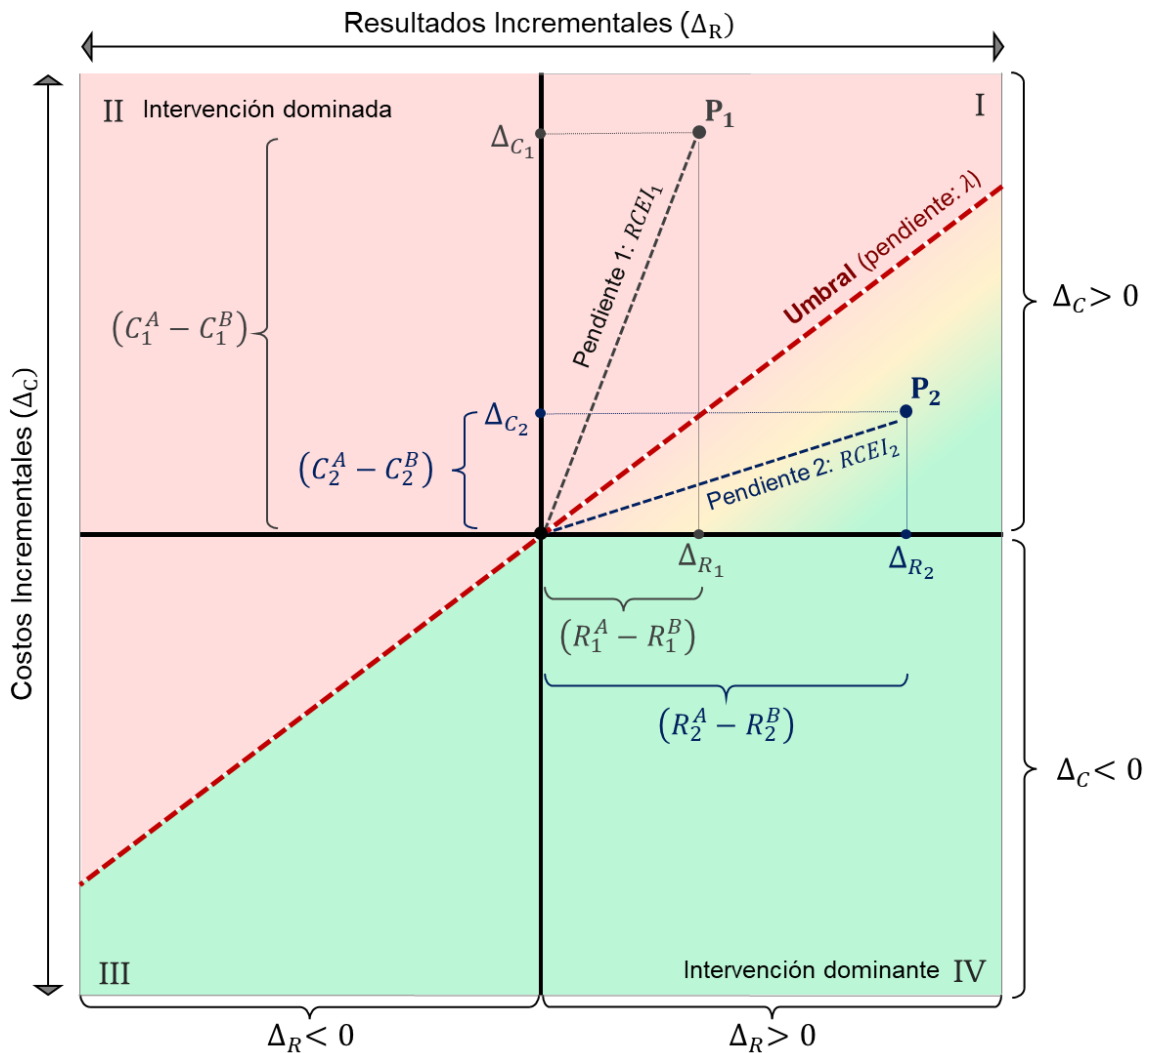 Resultados Incrementales (Δ_R)
II Intervención dominada
I
Δ_{C_1}
P_1
Pendiente 1: RCEI_1
Umbral (pendiente: λ)
(C_1^A − C_1^B)
Δ_C > 0
Δ_{C_2}
P_2
(C_2^A − C_2^B)
Pendiente 2: RCEI_2
Costos Incrementales (Δ_C)
Δ_{R_1}
Δ_{R_2}
(R_1^A − R_1^B)
(R_2^A − R_2^B)
Δ_C < 0
III
Intervención dominante IV
Δ_R < 0
Δ_R > 0